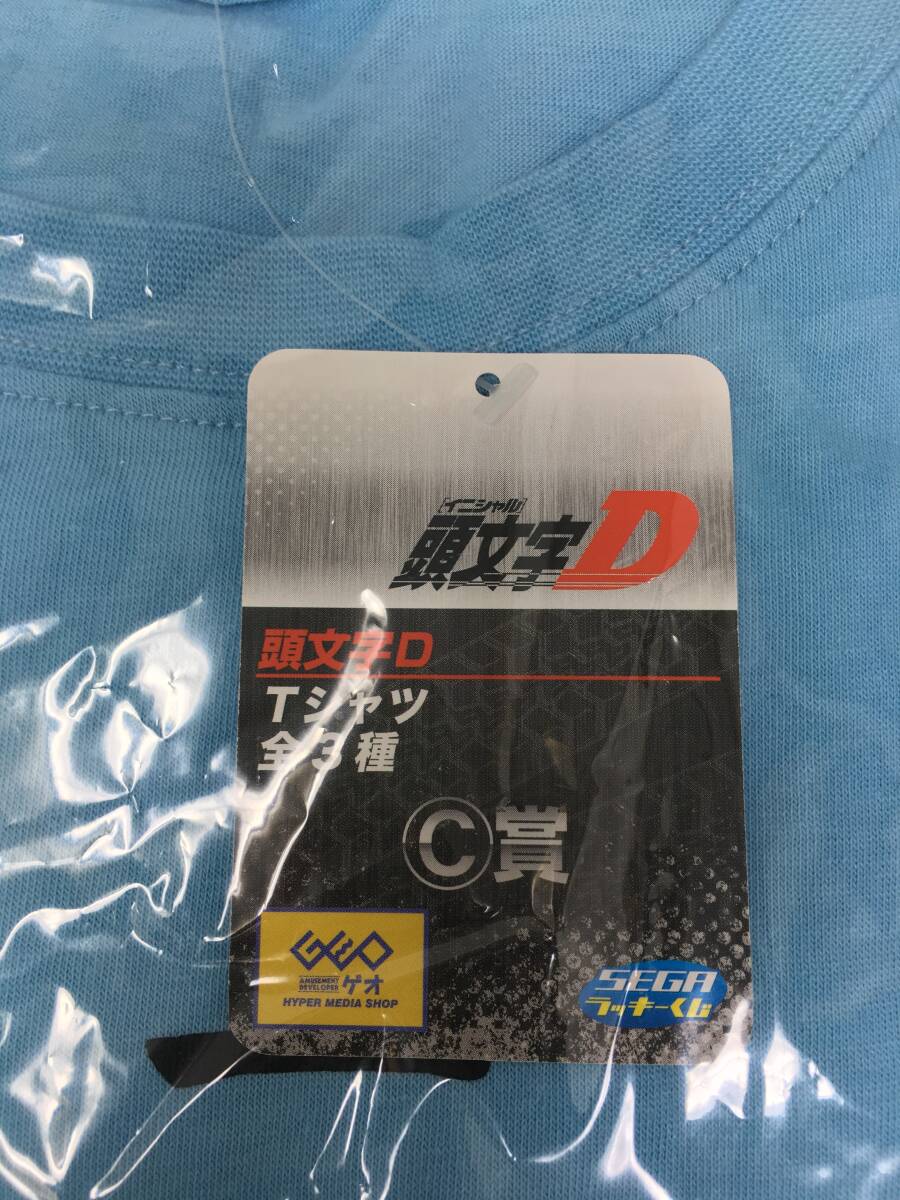 [イニシャル]
頭文字D
頭文字D
Tシャツ
全3種
Ⓒ賞
GEO
AMUSEMENT
DEVELOPER ゲオ
HYPER MEDIA SHOP
SEGA
ラッキーくじ